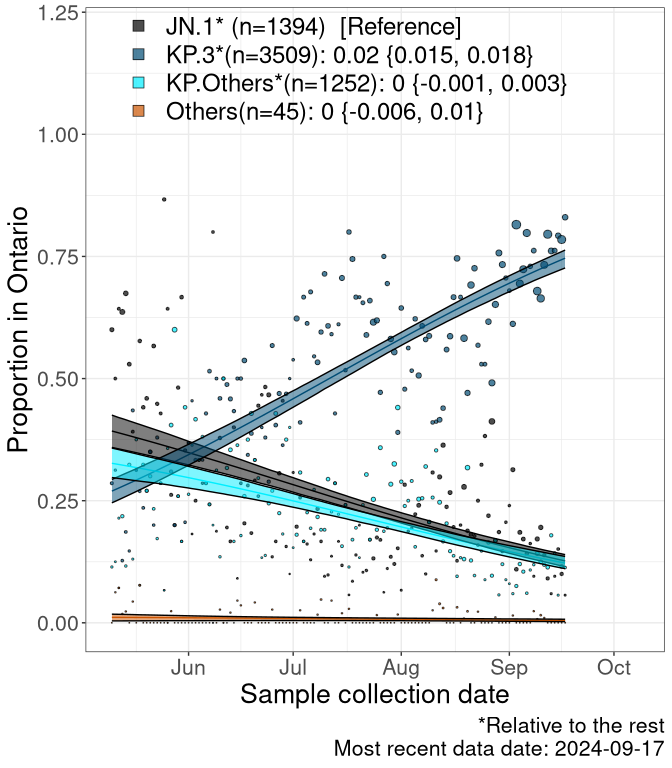 JN.1* (n=1394)  [Reference]
KP.3*(n=3509): 0.02 {0.015, 0.018}
KP.Others*(n=1252): 0 {-0.001, 0.003}
Others(n=45): 0 {-0.006, 0.01}
1.25
1.00
0.75
0.50
0.25
0.00
Proportion in Ontario
Jun Jul Aug Sep Oct
Sample collection date
*Relative to the rest
Most recent data date: 2024-09-17